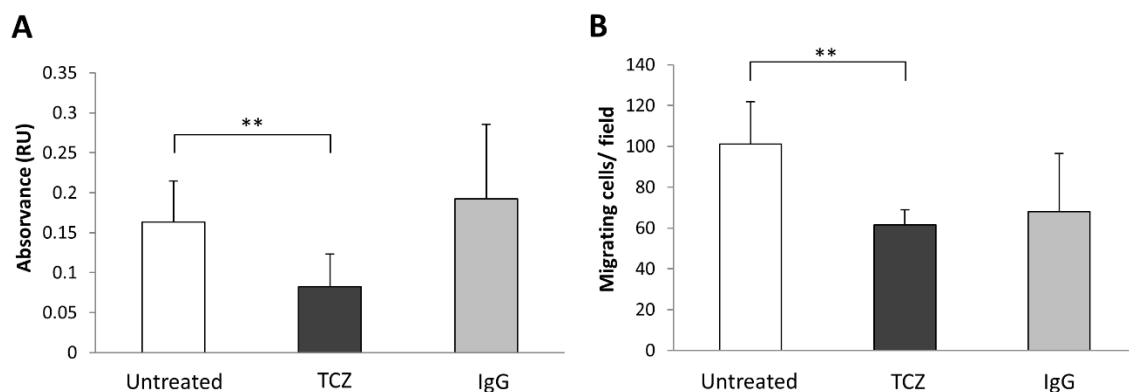 A
Absorvance (RU)
0.35
0.3
0.25
0.2
0.15
0.1
0.05
0
**
Untreated
TCZ
IgG
B
Migrating cells/ field
140
120
100
80
60
40
20
0
**
Untreated
TCZ
IgG